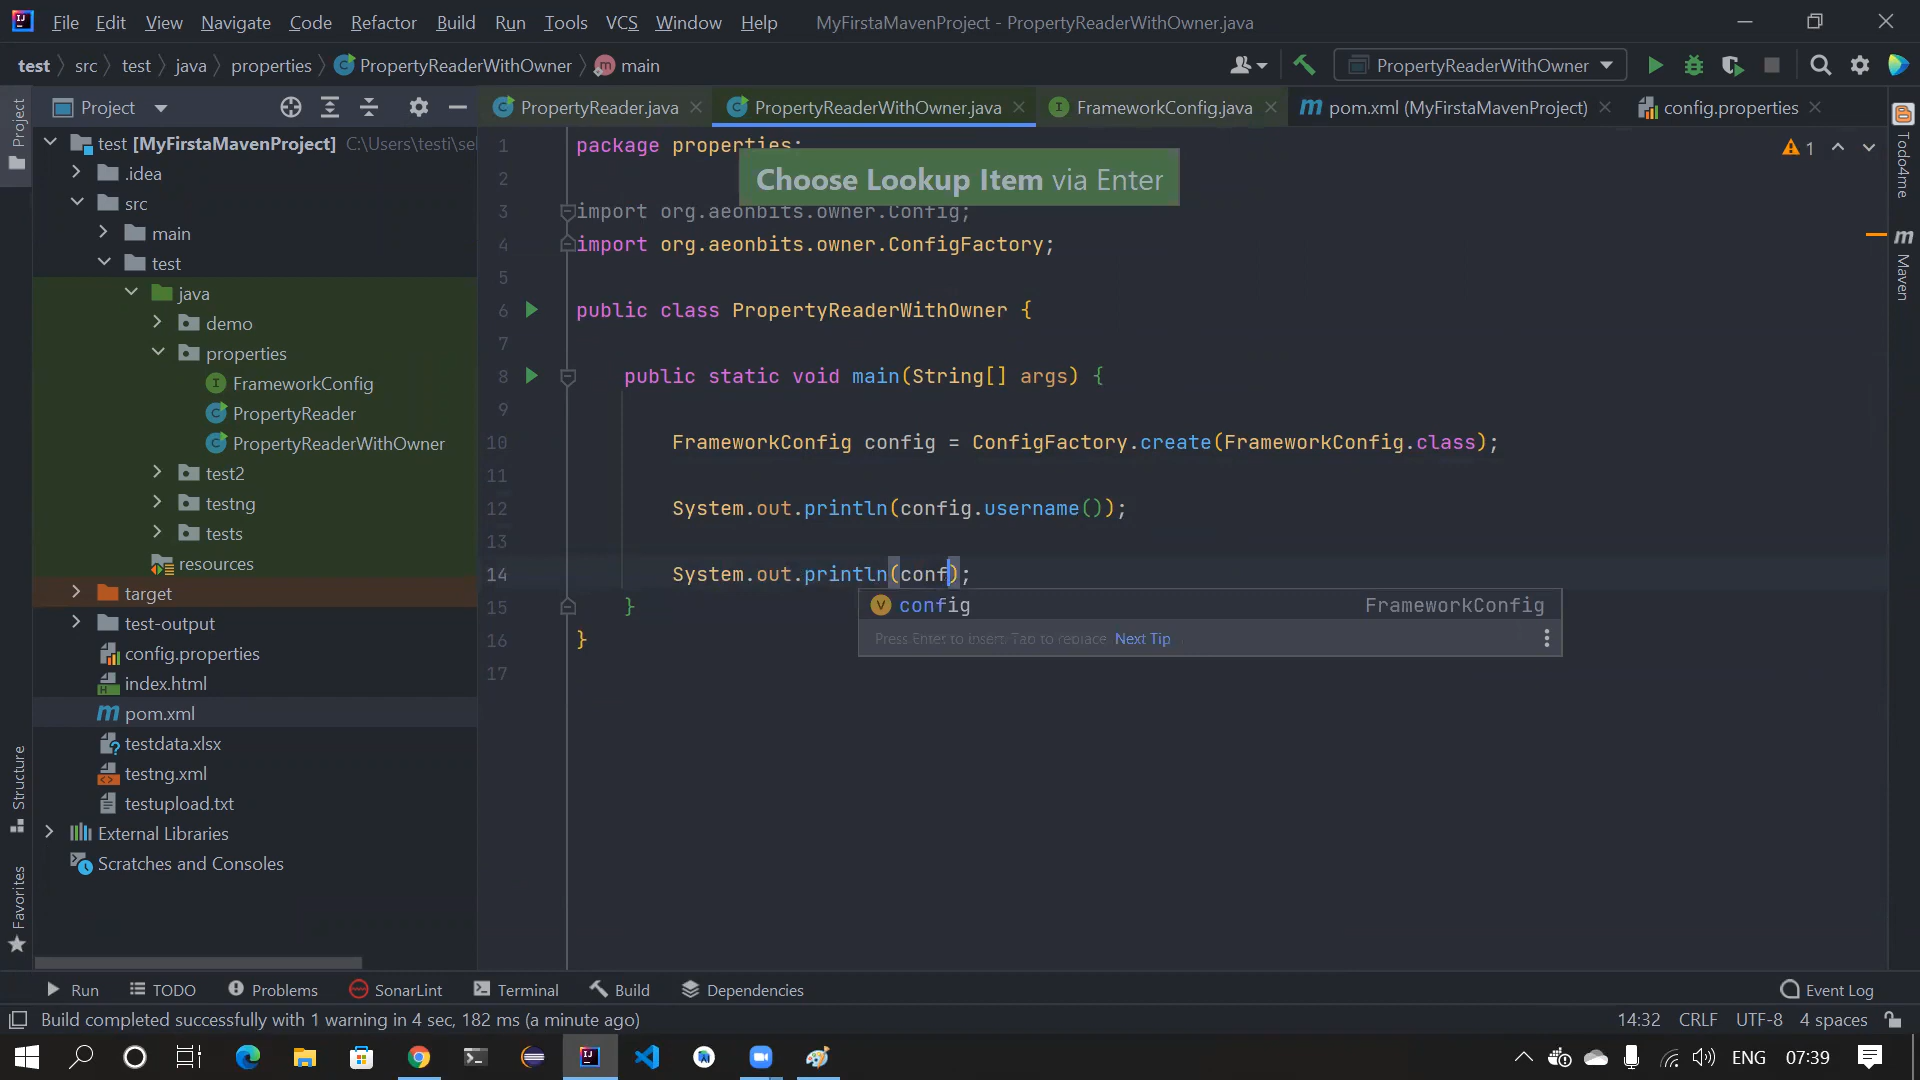 File Edit View Navigate Code Refactor Build Run Tools VCS Window Help MyFirstaMavenProject - PropertyReaderWithOwner.java
test src test java properties PropertyReaderWithOwner main PropertyReaderWithOwner
Project PropertyReader.java PropertyReaderWithOwner.java FrameworkConfig.java pom.xml (MyFirstaMavenProject) config.properties
Project
Structure
Favorites
test [MyFirstaMavenProject] C:\Users\testi\sel
.idea
src
main
test
java
demo
properties
FrameworkConfig
PropertyReader
PropertyReaderWithOwner
test2
testng
tests
resources
target
test-output
config.properties
index.html
pom.xml
testdata.xlsx
testng.xml
testupload.txt
External Libraries
Scratches and Consoles
1 package properties;
Choose Lookup Item via Enter
2
3 import org.aeonbits.owner.Config;
4 import org.aeonbits.owner.ConfigFactory;
5
6 public class PropertyReaderWithOwner {
7
8 public static void main(String[] args) {
9
10 FrameworkConfig config = ConfigFactory.create(FrameworkConfig.class);
11
12 System.out.println(config.username());
13
14 System.out.println(conf);
15 }
16 }
17
config FrameworkConfig
Press Enter to insert, Tab to replace Next Tip
1
Todo4me
Maven
Run TODO Problems SonarLint Terminal Build Dependencies Event Log
Build completed successfully with 1 warning in 4 sec, 182 ms (a minute ago) 14:32 CRLF UTF-8 4 spaces
ENG 07:39